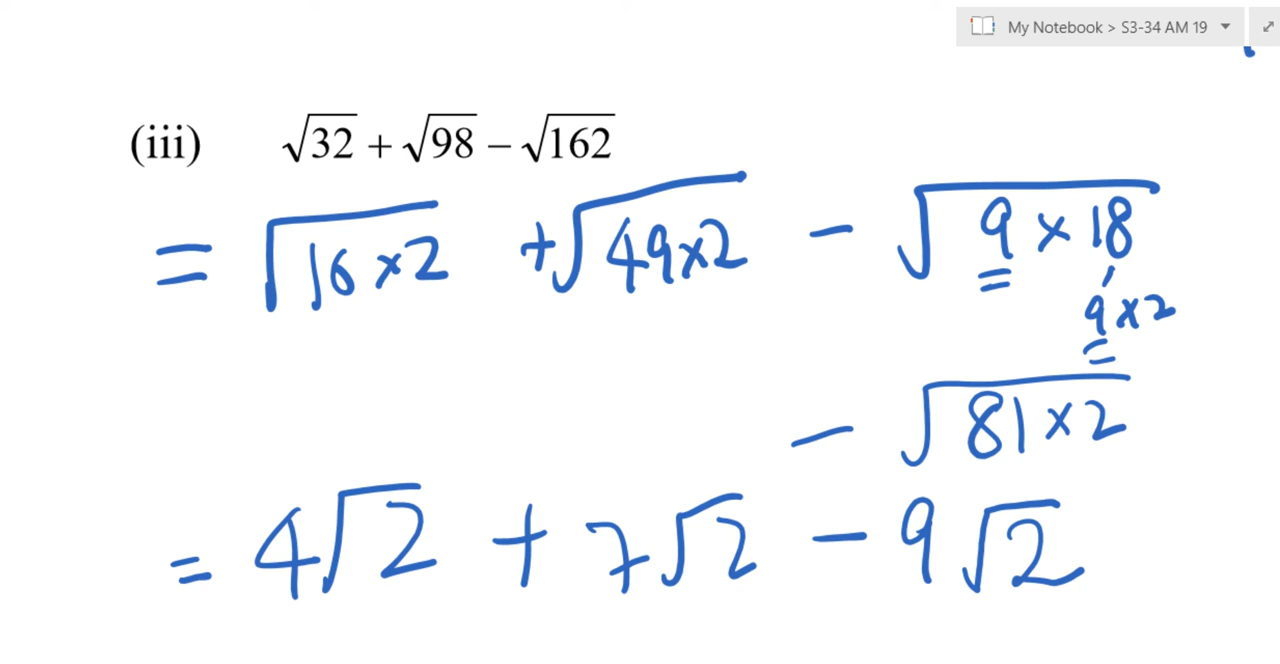 My Notebook > S3-34 AM 19
(iii) √32 + √98 − √162
= √16 × 2 + √49 × 2 − √9 × 18
9 × 2
− √81 × 2
= 4√2 + 7√2 − 9√2